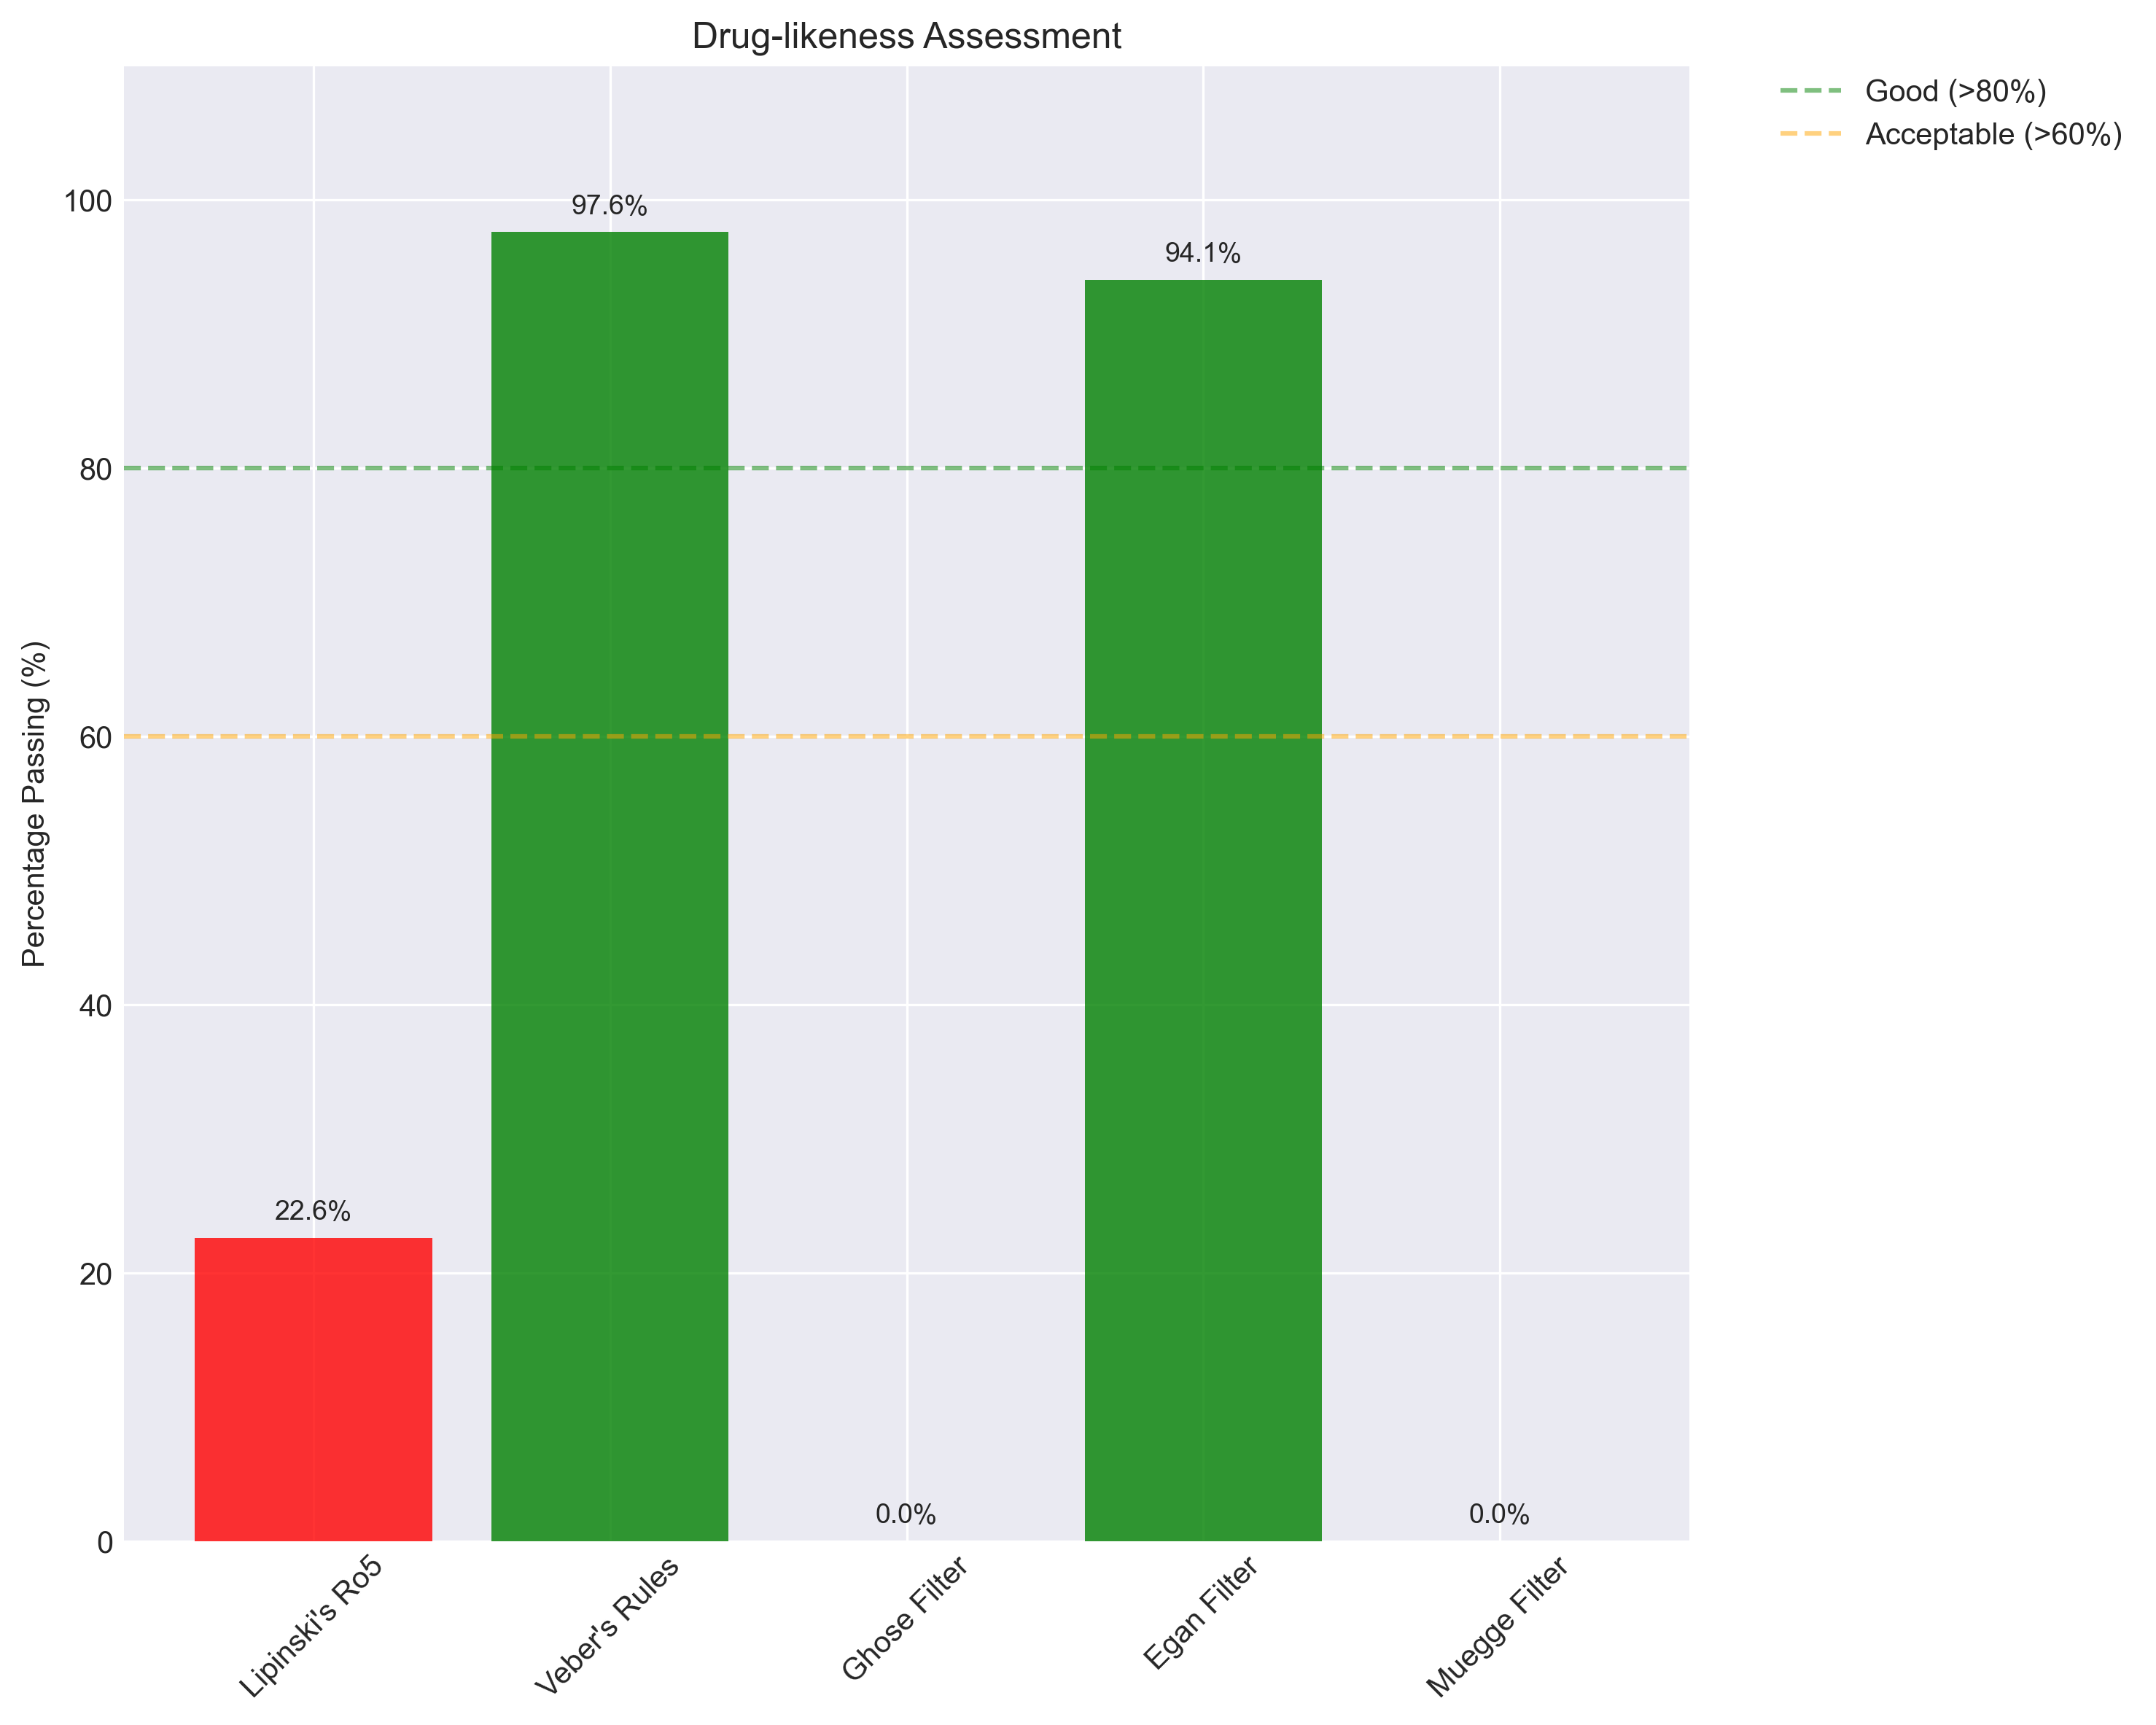 Drug-likeness Assessment
Good (>80%)
Acceptable (>60%)
Percentage Passing (%)
100
80
60
40
20
0
22.6%
97.6%
0.0%
94.1%
0.0%
Lipinski's Ro5
Veber's Rules
Ghose Filter
Egan Filter
Muegge Filter